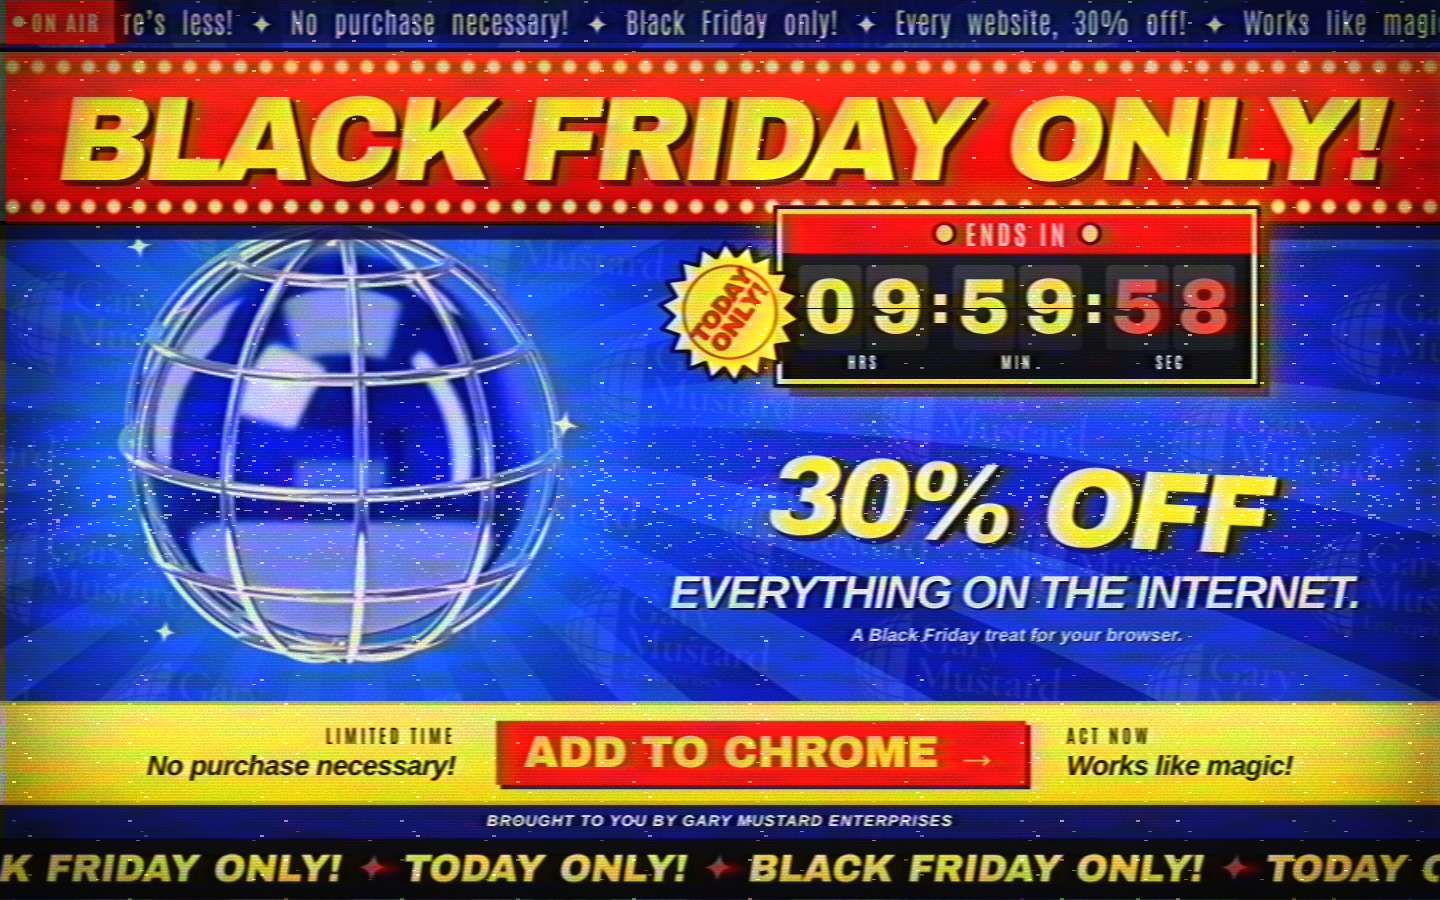 ON AIR
re's less! ✦ No purchase necessary! ✦ Black Friday only! ✦ Every website, 30% off! ✦ Works like magi
BLACK FRIDAY ONLY!
ENDS IN
TODAY ONLY!
09:59:58
HRS MIN SEC
30% OFF
EVERYTHING ON THE INTERNET.
A Black Friday treat for your browser.
Gary
Mustard
LIMITED TIME
No purchase necessary!
ADD TO CHROME →
ACT NOW
Works like magic!
BROUGHT TO YOU BY GARY MUSTARD ENTERPRISES
K FRIDAY ONLY! ✦ TODAY ONLY! ✦ BLACK FRIDAY ONLY! ✦ TODAY O